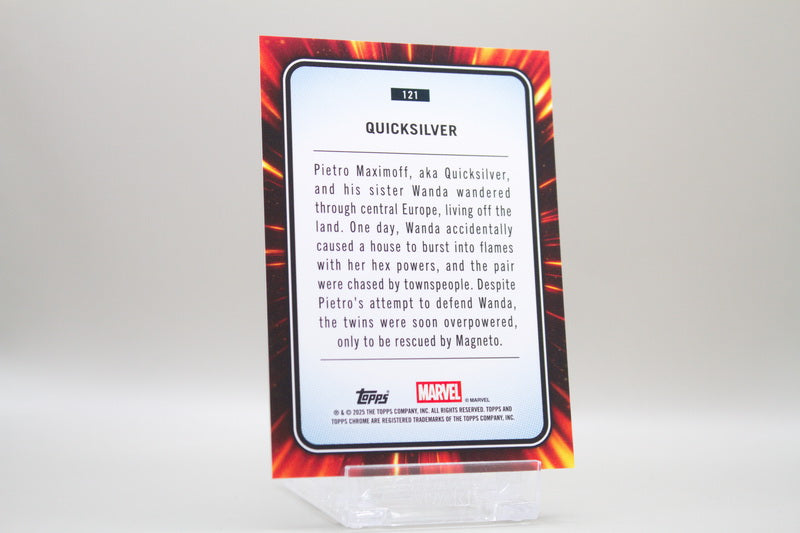 121
QUICKSILVER
Pietro Maximoff, aka Quicksilver,
and his sister Wanda wandered
through central Europe, living off the
land. One day, Wanda accidentally
caused a house to burst into flames
with her hex powers, and the pair
were chased by townspeople. Despite
Pietro's attempt to defend Wanda,
the twins were soon overpowered,
only to be rescued by Magneto.
Topps® MARVEL © MARVEL
℗ & © 2025 THE TOPPS COMPANY, INC. ALL RIGHTS RESERVED. TOPPS AND
TOPPS CHROME ARE REGISTERED TRADEMARKS OF THE TOPPS COMPANY, INC.